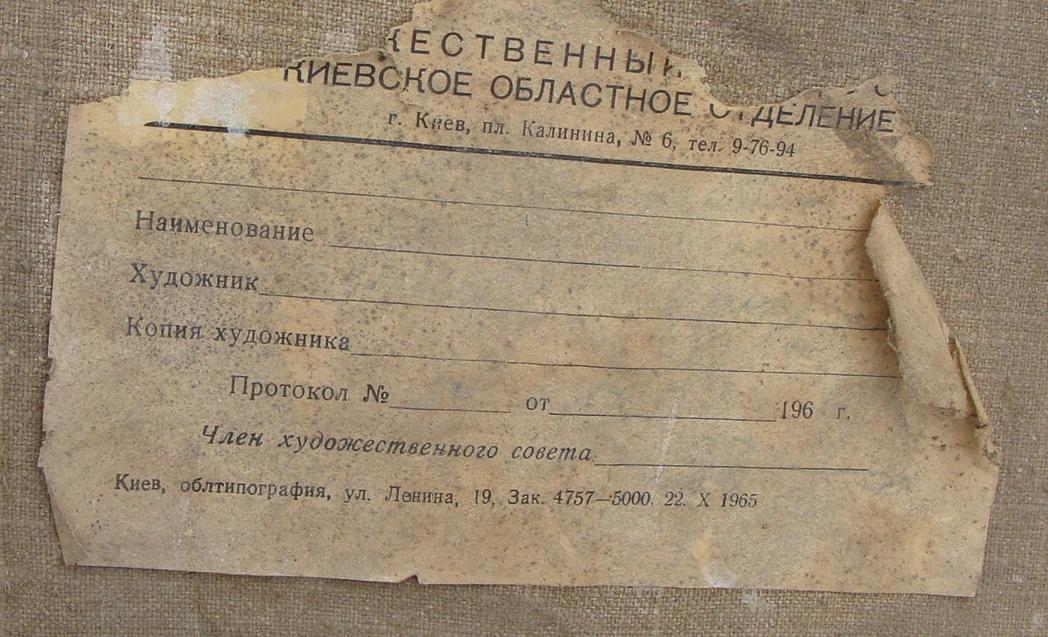 ЖЕСТВЕННЫЙ
КИЕВСКОЕ ОБЛАСТНОЕ ОТДЕЛЕНИЕ
г. Киев, пл. Калинина, № 6, тел. 9-76-94
Наименование
Художник
Копия художника
Протокол № от 196 г.
Член художественного совета
Киев, облтипография, ул. Ленина, 19, Зак. 4757—5000. 22. X 1965